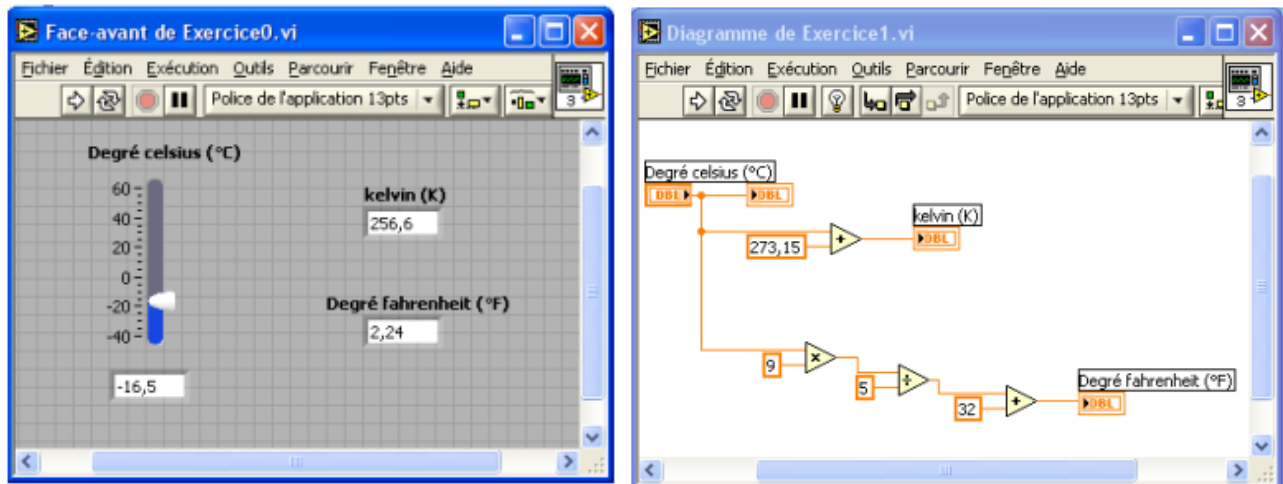 Face-avant de Exercice0.vi
Fichier Édition Exécution Outils Parcourir Fenêtre Aide
Police de l'application 13pts
3
Degré celsius (°C)
60
40
20
0
-20
-40
-16,5
kelvin (K)
256,6
Degré fahrenheit (°F)
2,24
Diagramme de Exercice1.vi
Fichier Édition Exécution Outils Parcourir Fenêtre Aide
Police de l'application 13pts
3
Degré celsius (°C)
DBL
DBL
kelvin (K)
273,15
+
DBL
9
×
5
÷
32
+
Degré fahrenheit (°F)
DBL